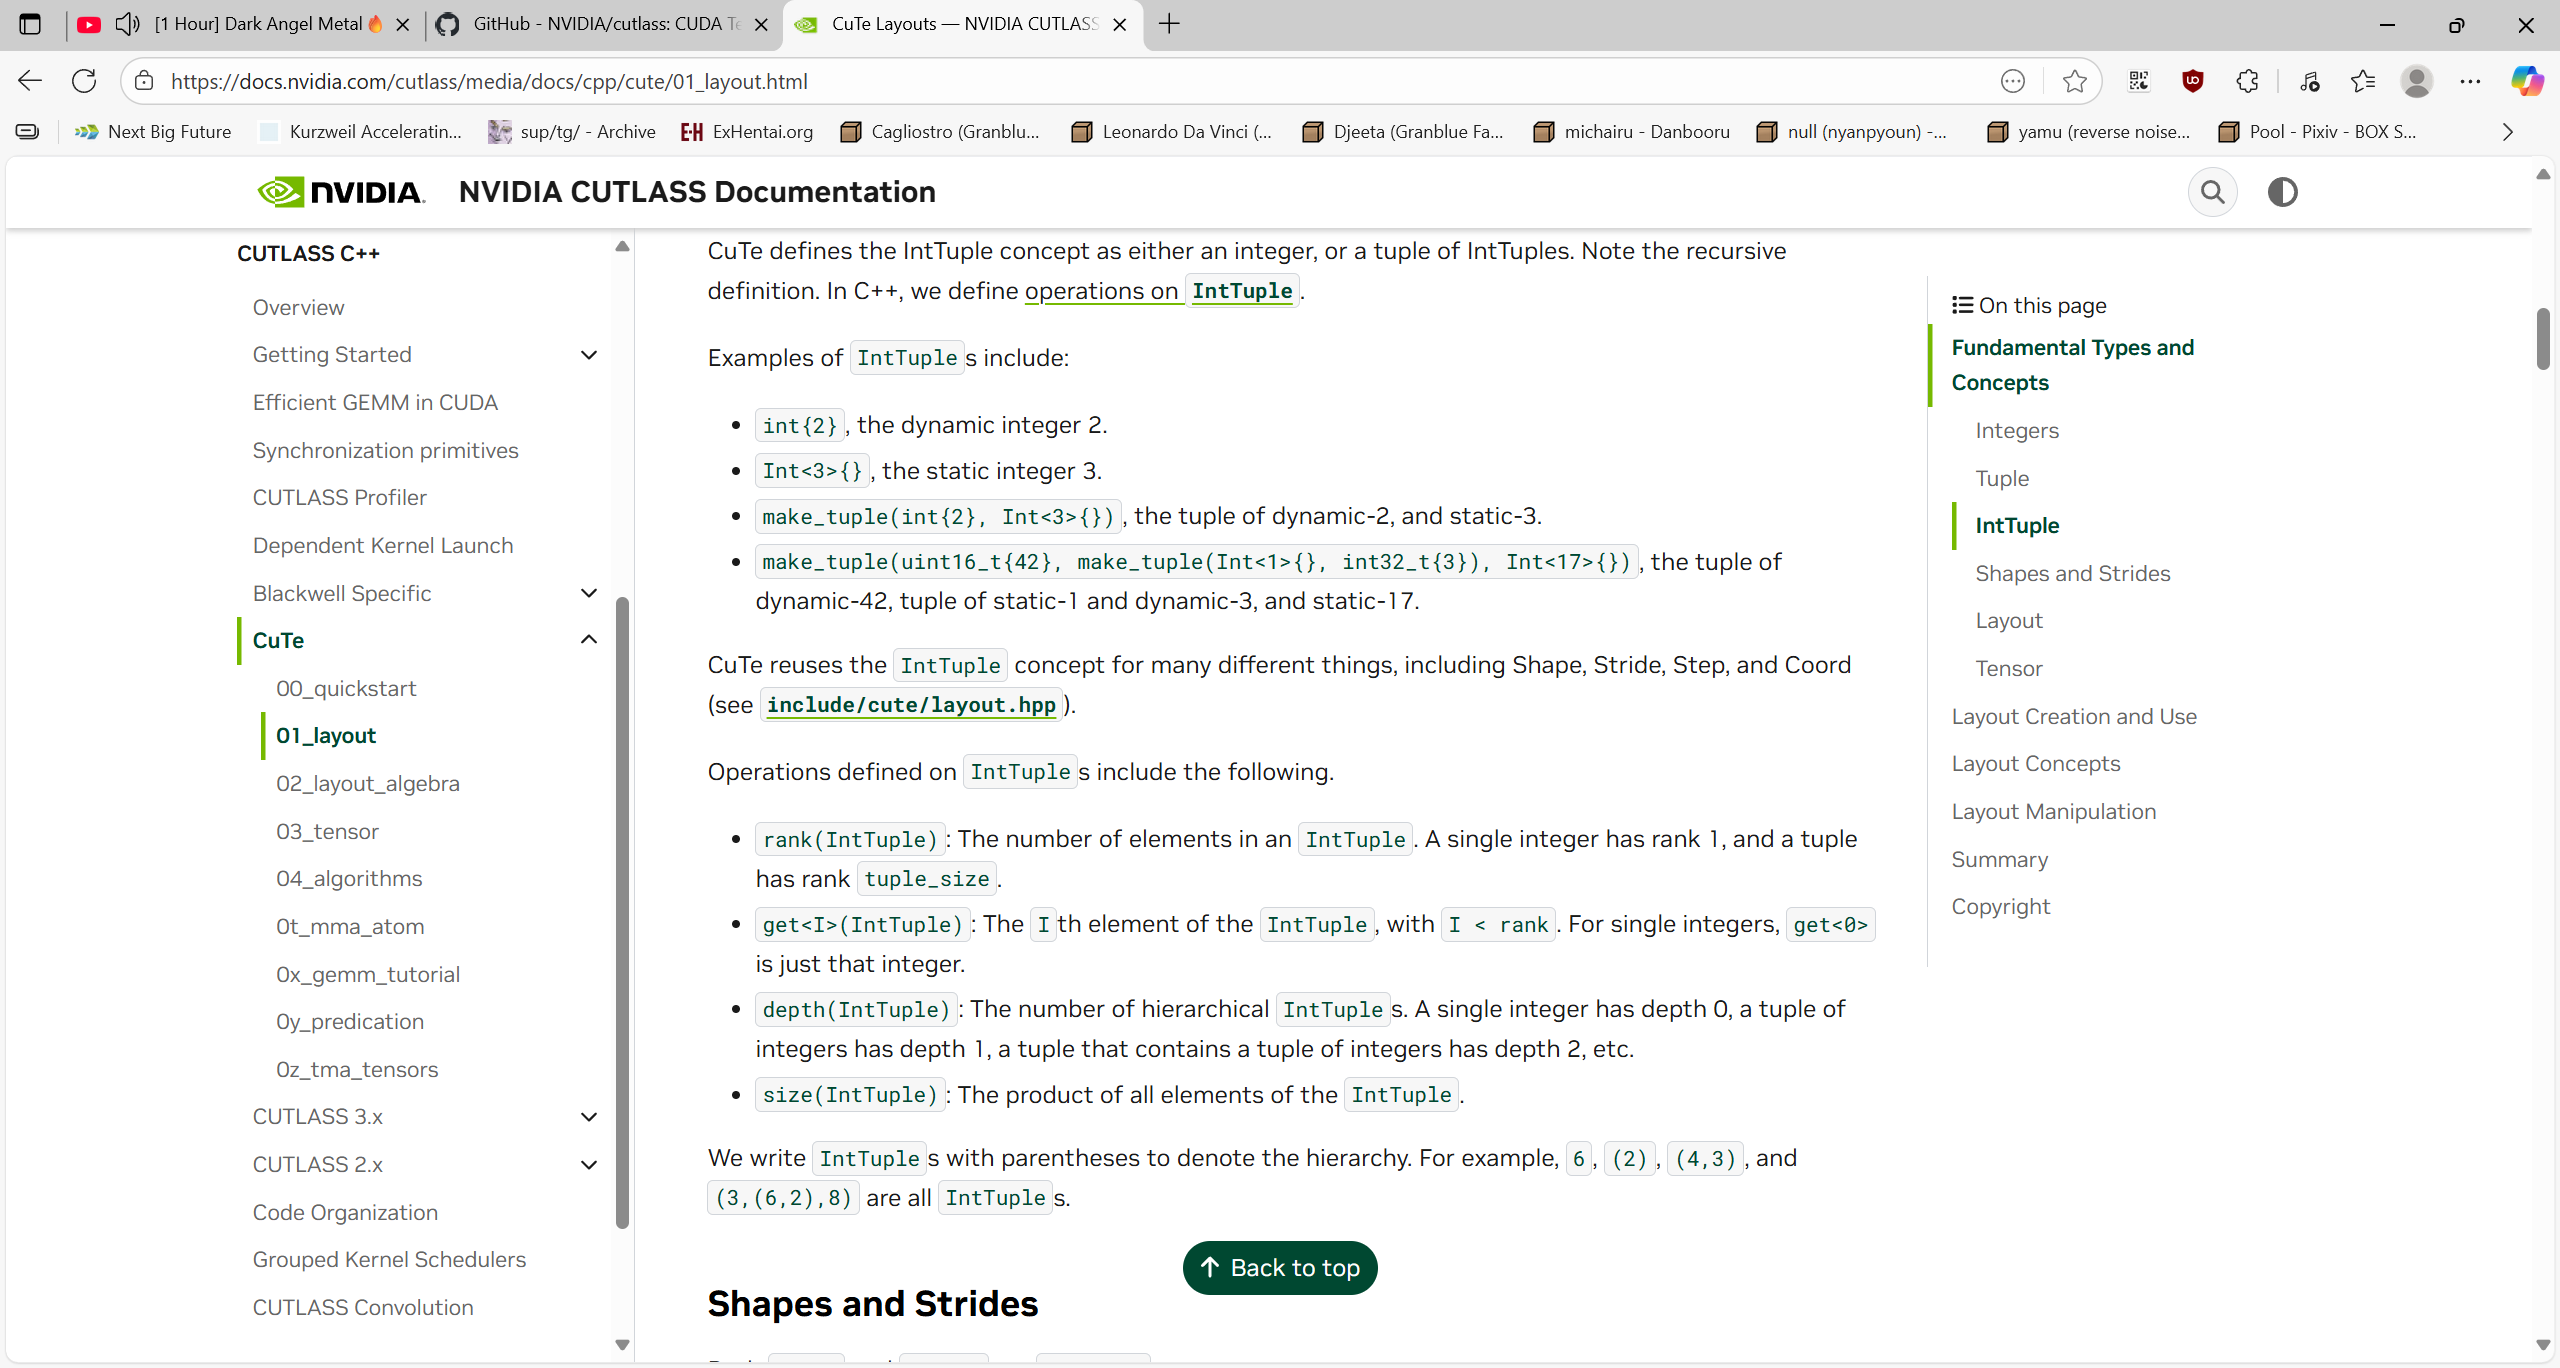 [1 Hour] Dark Angel Metal🔥
GitHub - NVIDIA/cutlass: CUDA Te
CuTe Layouts — NVIDIA CUTLASS
https://docs.nvidia.com/cutlass/media/docs/cpp/cute/01_layout.html
Next Big Future
Kurzweil Acceleratin...
sup/tg/ - Archive
E-H ExHentai.org
Cagliostro (Granblu...
Leonardo Da Vinci (...
Djeeta (Granblue Fa...
michairu - Danbooru
null (nyanpyoun) -...
yamu (reverse noise...
Pool - Pixiv - BOX S...
NVIDIA. NVIDIA CUTLASS Documentation
CUTLASS C++
Overview
Getting Started
Efficient GEMM in CUDA
Synchronization primitives
CUTLASS Profiler
Dependent Kernel Launch
Blackwell Specific
CuTe
00_quickstart
01_layout
02_layout_algebra
03_tensor
04_algorithms
0t_mma_atom
0x_gemm_tutorial
0y_predication
0z_tma_tensors
CUTLASS 3.x
CUTLASS 2.x
Code Organization
Grouped Kernel Schedulers
CUTLASS Convolution
CuTe defines the IntTuple concept as either an integer, or a tuple of IntTuples. Note the recursive
definition. In C++, we define operations on IntTuple.
Examples of IntTuples include:
• int{2}, the dynamic integer 2.
• Int<3>{}, the static integer 3.
• make_tuple(int{2}, Int<3>{}), the tuple of dynamic-2, and static-3.
• make_tuple(uint16_t{42}, make_tuple(Int<1>{}, int32_t{3}), Int<17>{}), the tuple of
dynamic-42, tuple of static-1 and dynamic-3, and static-17.
CuTe reuses the IntTuple concept for many different things, including Shape, Stride, Step, and Coord
(see include/cute/layout.hpp).
Operations defined on IntTuples include the following.
• rank(IntTuple): The number of elements in an IntTuple. A single integer has rank 1, and a tuple
has rank tuple_size.
• get<I>(IntTuple): The Ith element of the IntTuple, with I < rank. For single integers, get<0>
is just that integer.
• depth(IntTuple): The number of hierarchical IntTuples. A single integer has depth 0, a tuple of
integers has depth 1, a tuple that contains a tuple of integers has depth 2, etc.
• size(IntTuple): The product of all elements of the IntTuple.
We write IntTuples with parentheses to denote the hierarchy. For example, 6, (2), (4,3), and
(3,(6,2),8) are all IntTuples.
Back to top
Shapes and Strides
On this page
Fundamental Types and
Concepts
Integers
Tuple
IntTuple
Shapes and Strides
Layout
Tensor
Layout Creation and Use
Layout Concepts
Layout Manipulation
Summary
Copyright